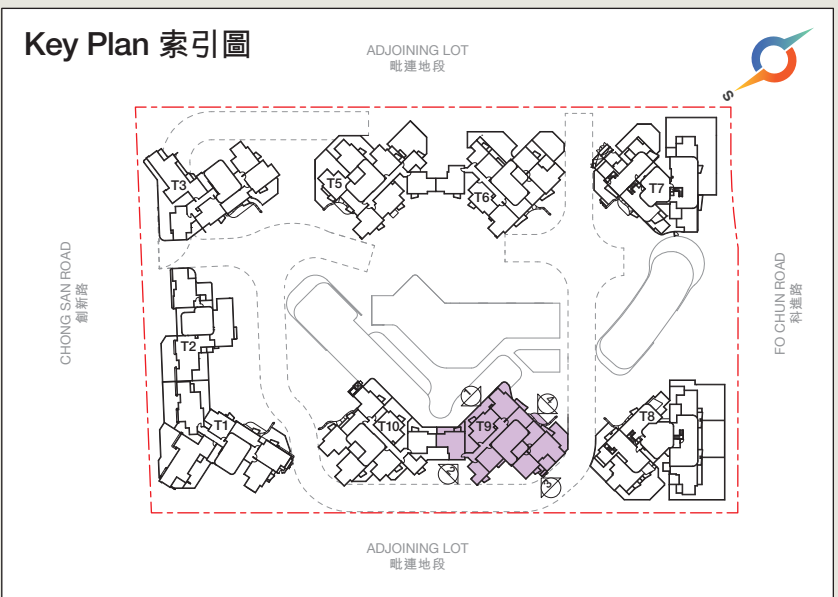 Key Plan 索引圖
ADJOINING LOT
毗連地段
S
T3
T5
T6
T7
CHONG SAN ROAD
創新路
FO CHUN ROAD
科進路
T2
T1
T10
T9
T8
ADJOINING LOT
毗連地段